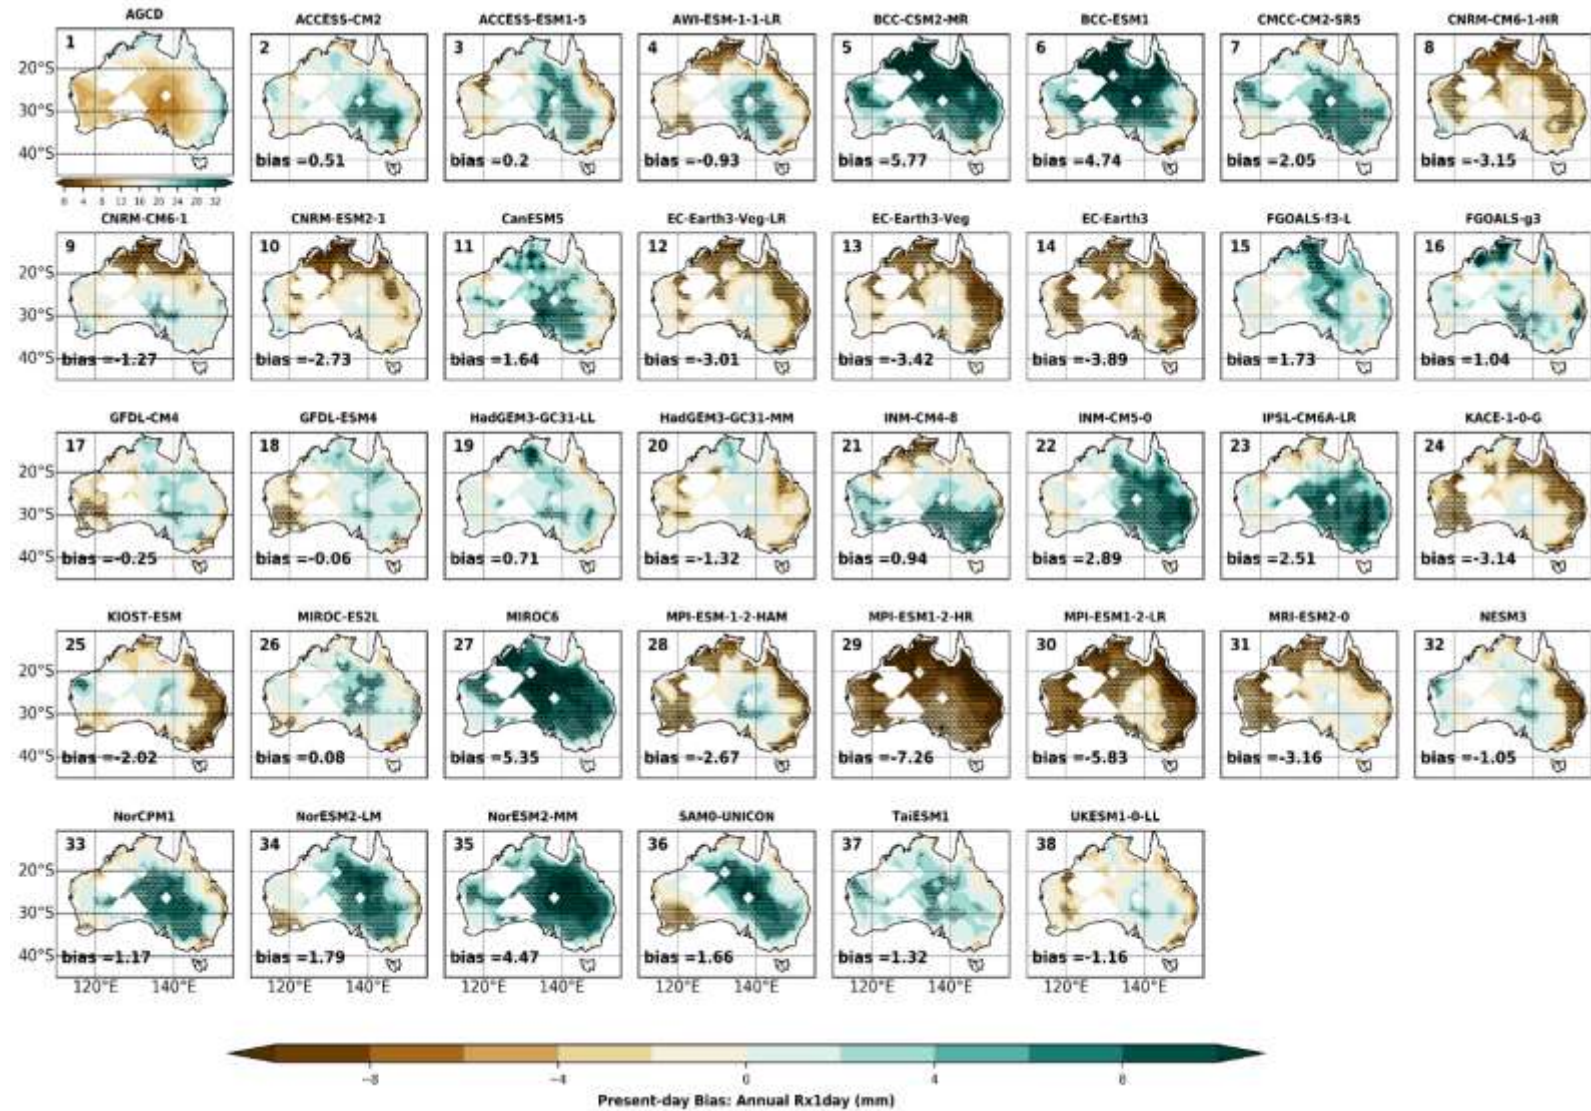 AGCD ACCESS-CM2 ACCESS-ESM1-5 AWI-ESM-1-1-LR BCC-CSM2-MR BCC-ESM1 CMCC-CM2-SR5 CNRM-CM6-1-HR
1 2 3 4 5 6 7 8
20°S
30°S
40°S
bias =0.51 bias =0.2 bias =-0.93 bias =5.77 bias =4.74 bias =2.05 bias =-3.15
4 8 12 16 20 24 28 32
CNRM-CM6-1 CNRM-ESM2-1 CanESM5 EC-Earth3-Veg-LR EC-Earth3-Veg EC-Earth3 FGOALS-f3-L FGOALS-g3
9 10 11 12 13 14 15 16
20°S
30°S
40°S bias =-1.27 bias =-2.73 bias =1.64 bias =-3.01 bias =-3.42 bias =-3.89 bias =1.73 bias =1.04
GFDL-CM4 GFDL-ESM4 HadGEM3-GC31-LL HadGEM3-GC31-MM INM-CM4-8 INM-CM5-0 IPSL-CM6A-LR KACE-1-0-G
17 18 19 20 21 22 23 24
20°S
30°S
40°S bias =-0.25 bias =-0.06 bias =0.71 bias =-1.32 bias =0.94 bias =2.89 bias =2.51 bias =-3.14
KIOST-ESM MIROC-ES2L MIROC6 MPI-ESM-1-2-HAM MPI-ESM1-2-HR MPI-ESM1-2-LR MRI-ESM2-0 NESM3
25 26 27 28 29 30 31 32
20°S
30°S
40°S bias =-2.02 bias =0.08 bias =5.35 bias =-2.67 bias =-7.26 bias =-5.83 bias =-3.16 bias =-1.05
NorCPM1 NorESM2-LM NorESM2-MM SAM0-UNICON TaiESM1 UKESM1-0-LL
33 34 35 36 37 38
20°S
30°S
40°S bias =1.17 bias =1.79 bias =4.47 bias =1.66 bias =1.32 bias =-1.16
120°E 140°E 120°E 140°E 120°E 140°E 120°E 140°E 120°E 140°E 120°E 140°E
−8 −4 0 4 8
Present-day Bias: Annual Rx1day (mm)